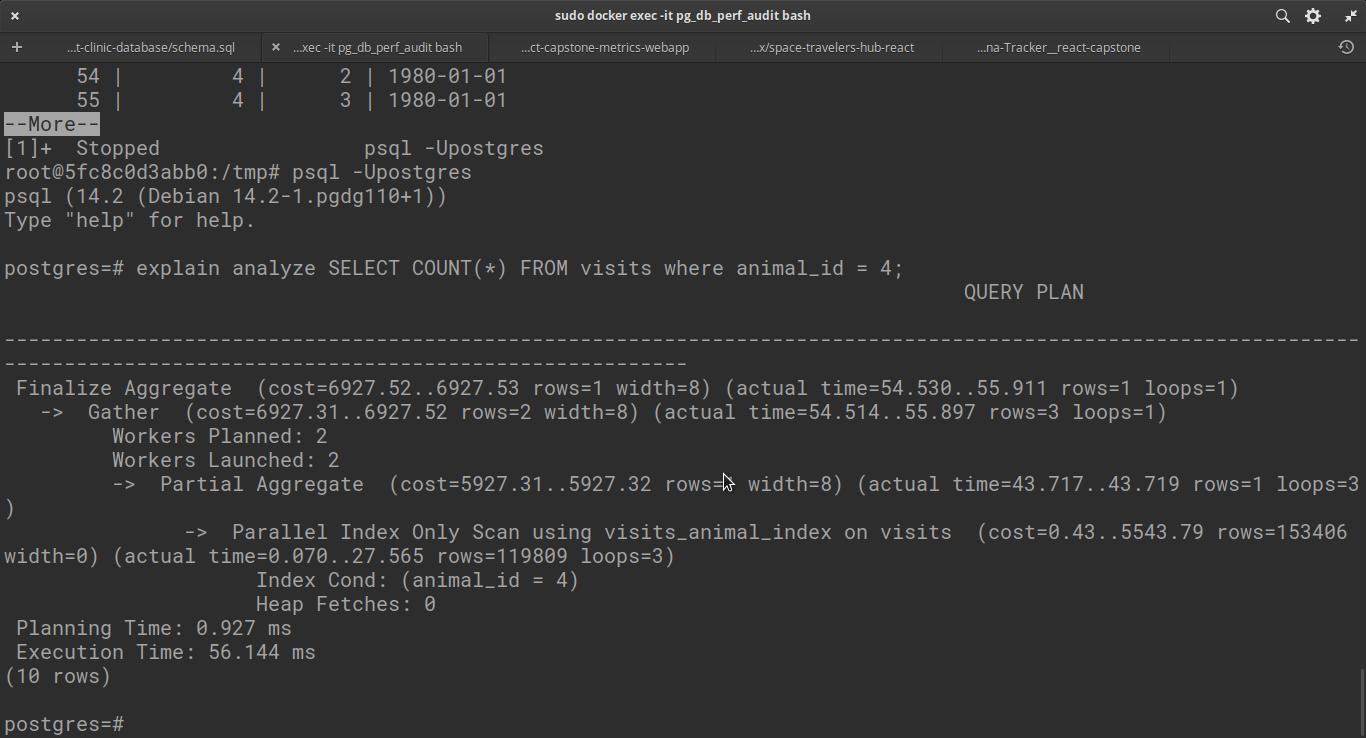 sudo docker exec -it pg_db_perf_audit bash
...t-clinic-database/schema.sql
...xec -it pg_db_perf_audit bash
...ct-capstone-metrics-webapp
...x/space-travelers-hub-react
...na-Tracker__react-capstone
54 | 4 | 2 | 1980-01-01
55 | 4 | 3 | 1980-01-01
--More--
[1]+  Stopped                 psql -Upostgres
root@5fc8c0d3abb0:/tmp# psql -Upostgres
psql (14.2 (Debian 14.2-1.pgdg110+1))
Type "help" for help.
postgres=# explain analyze SELECT COUNT(*) FROM visits where animal_id = 4;
QUERY PLAN
-----------------------------------------------------------------------------------------------------------------
---------------------------------------------------------
Finalize Aggregate  (cost=6927.52..6927.53 rows=1 width=8) (actual time=54.530..55.911 rows=1 loops=1)
->  Gather  (cost=6927.31..6927.52 rows=2 width=8) (actual time=54.514..55.897 rows=3 loops=1)
Workers Planned: 2
Workers Launched: 2
->  Partial Aggregate  (cost=5927.31..5927.32 rows= width=8) (actual time=43.717..43.719 rows=1 loops=3
)
->  Parallel Index Only Scan using visits_animal_index on visits  (cost=0.43..5543.79 rows=153406
width=0) (actual time=0.070..27.565 rows=119809 loops=3)
Index Cond: (animal_id = 4)
Heap Fetches: 0
Planning Time: 0.927 ms
Execution Time: 56.144 ms
(10 rows)
postgres=#